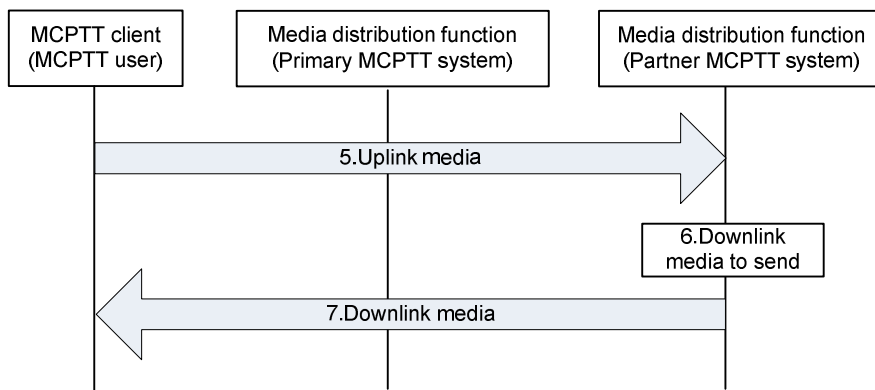 MCPTT client
(MCPTT user)
Media distribution function
(Primary MCPTT system)
Media distribution function
(Partner MCPTT system)
5.Uplink media
6.Downlink
media to send
7.Downlink media